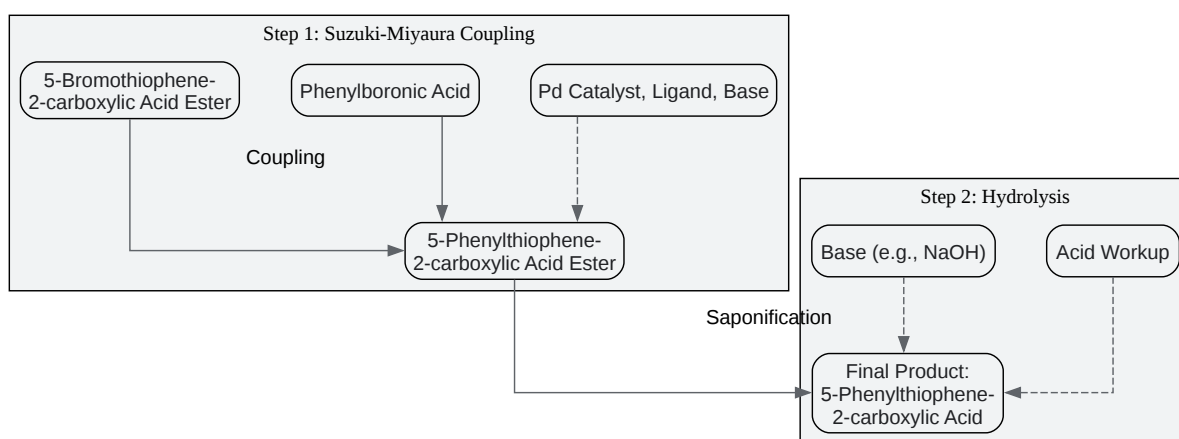 Step 1: Suzuki-Miyaura Coupling
5-Bromothiophene-
2-carboxylic Acid Ester
Phenylboronic Acid
Pd Catalyst, Ligand, Base
Coupling
5-Phenylthiophene-
2-carboxylic Acid Ester
Step 2: Hydrolysis
Base (e.g., NaOH)
Acid Workup
Saponification
Final Product:
5-Phenylthiophene-
2-carboxylic Acid